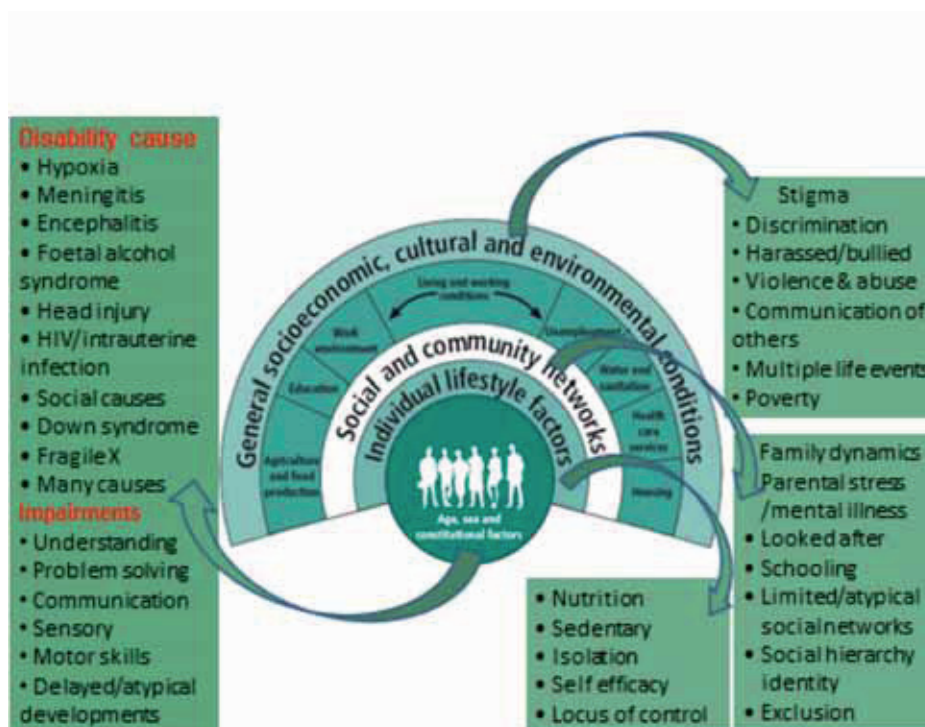 Disability cause
• Hypoxia
• Meningitis
• Encephalitis
• Foetal alcohol
syndrome
• Head injury
• HIV/intrauterine
infection
• Social causes
• Down syndrome
• Fragile X
• Many causes
Impairments
• Understanding
• Problem solving
• Communication
• Sensory
• Motor skills
• Delayed/atypical
developments
General socioeconomic, cultural and environmental conditions
Living and working
conditions
Work
environment
Unemployment
Education
Water and
sanitation
Agriculture
and food
production
Health
care
services
Housing
Social and community networks
Individual lifestyle factors
Age, sex and
constitutional factors
Stigma
• Discrimination
• Harassed/bullied
• Violence & abuse
• Communication of
others
• Multiple life events
• Poverty
Family dynamics
Parental stress
/mental illness
• Looked after
• Schooling
• Limited/atypical
social networks
• Social hierarchy
identity
• Exclusion
• Nutrition
• Sedentary
• Isolation
• Self efficacy
• Locus of control